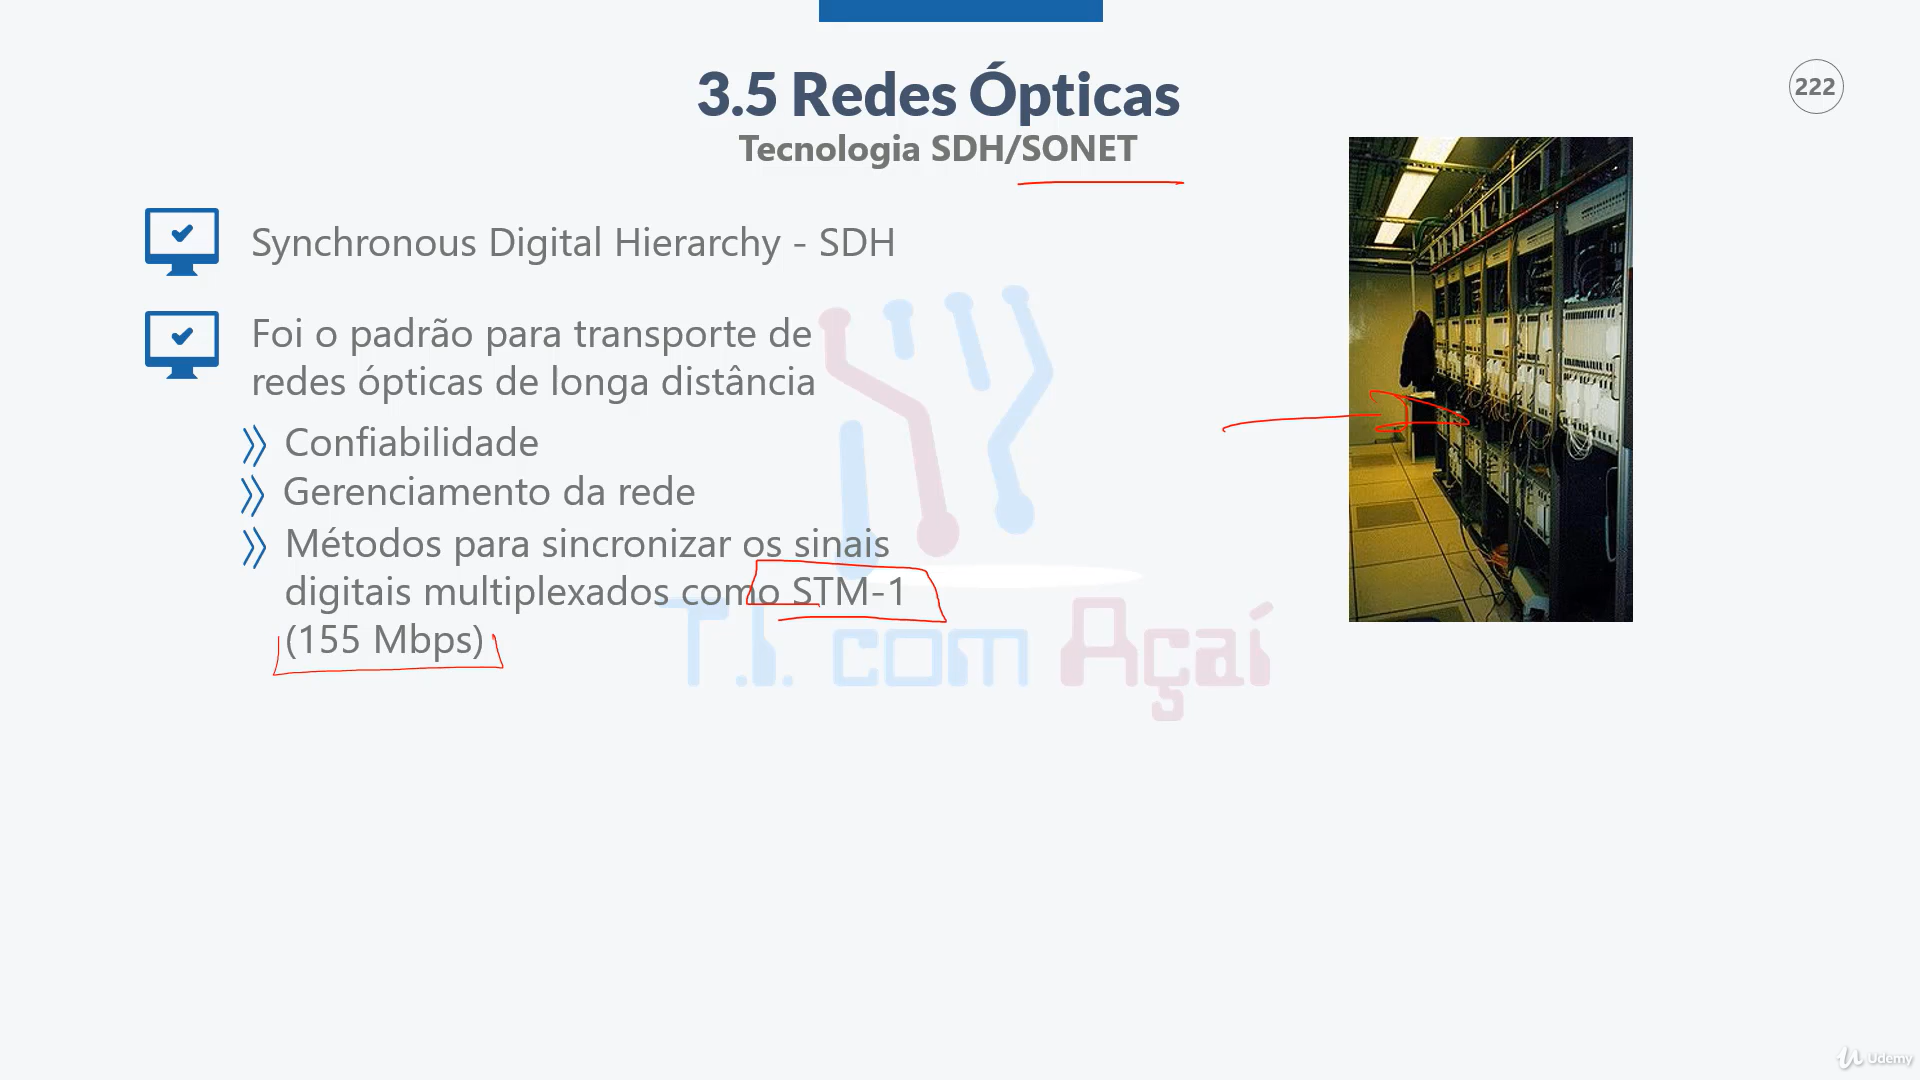 3.5 Redes Ópticas
222
Tecnologia SDH/SONET
Synchronous Digital Hierarchy - SDH
Foi o padrão para transporte de
redes ópticas de longa distância
Confiabilidade
Gerenciamento da rede
Métodos para sincronizar os sinais
digitais multiplexados como STM-1
(155 Mbps)
T.I. com Açaí
Udemy